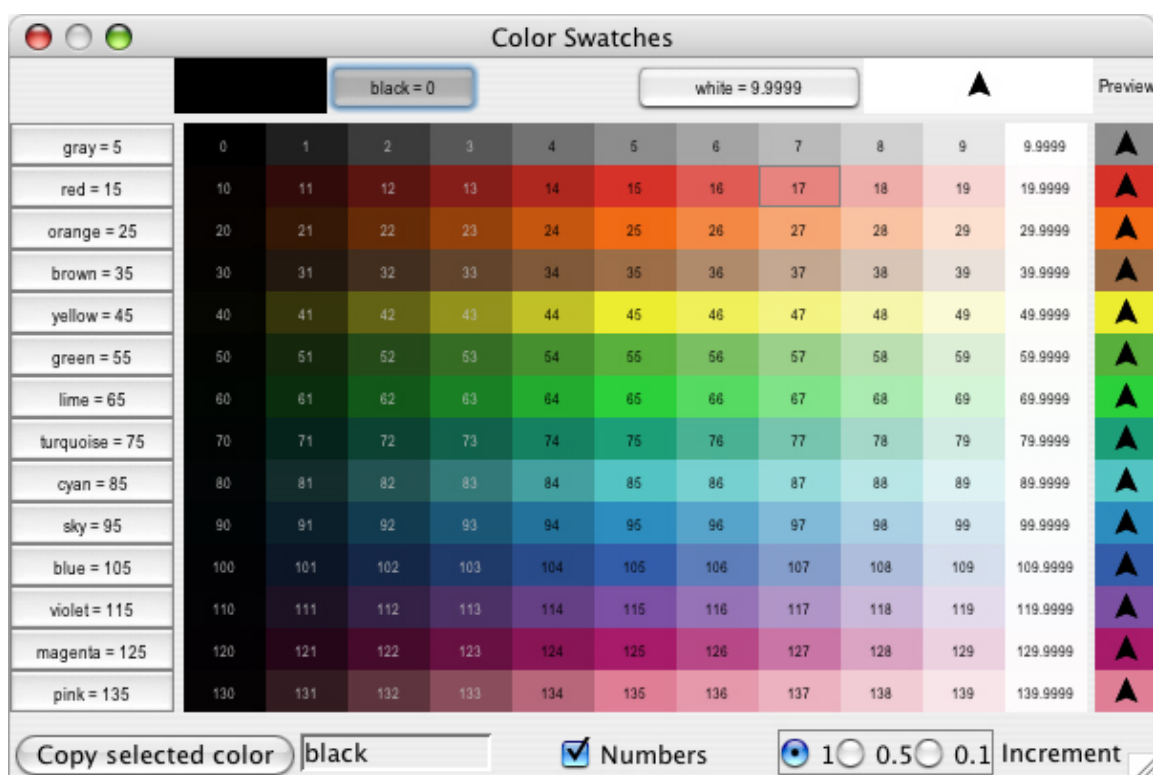 Color Swatches
black = 0 white = 9.9999 Preview
gray = 5 0 1 2 3 4 5 6 7 8 9 9.9999
red = 15 10 11 12 13 14 15 16 17 18 19 19.9999
orange = 25 20 21 22 23 24 25 26 27 28 29 29.9999
brown = 35 30 31 32 33 34 35 36 37 38 39 39.9999
yellow = 45 40 41 42 43 44 45 46 47 48 49 49.9999
green = 55 50 51 52 53 54 55 56 57 58 59 59.9999
lime = 65 60 61 62 63 64 65 66 67 68 69 69.9999
turquoise = 75 70 71 72 73 74 75 76 77 78 79 79.9999
cyan = 85 80 81 82 83 84 85 86 87 88 89 89.9999
sky = 95 90 91 92 93 94 95 96 97 98 99 99.9999
blue = 105 100 101 102 103 104 105 106 107 108 109 109.9999
violet = 115 110 111 112 113 114 115 116 117 118 119 119.9999
magenta = 125 120 121 122 123 124 125 126 127 128 129 129.9999
pink = 135 130 131 132 133 134 135 136 137 138 139 139.9999
Copy selected color black Numbers 1 0.5 0.1 Increment